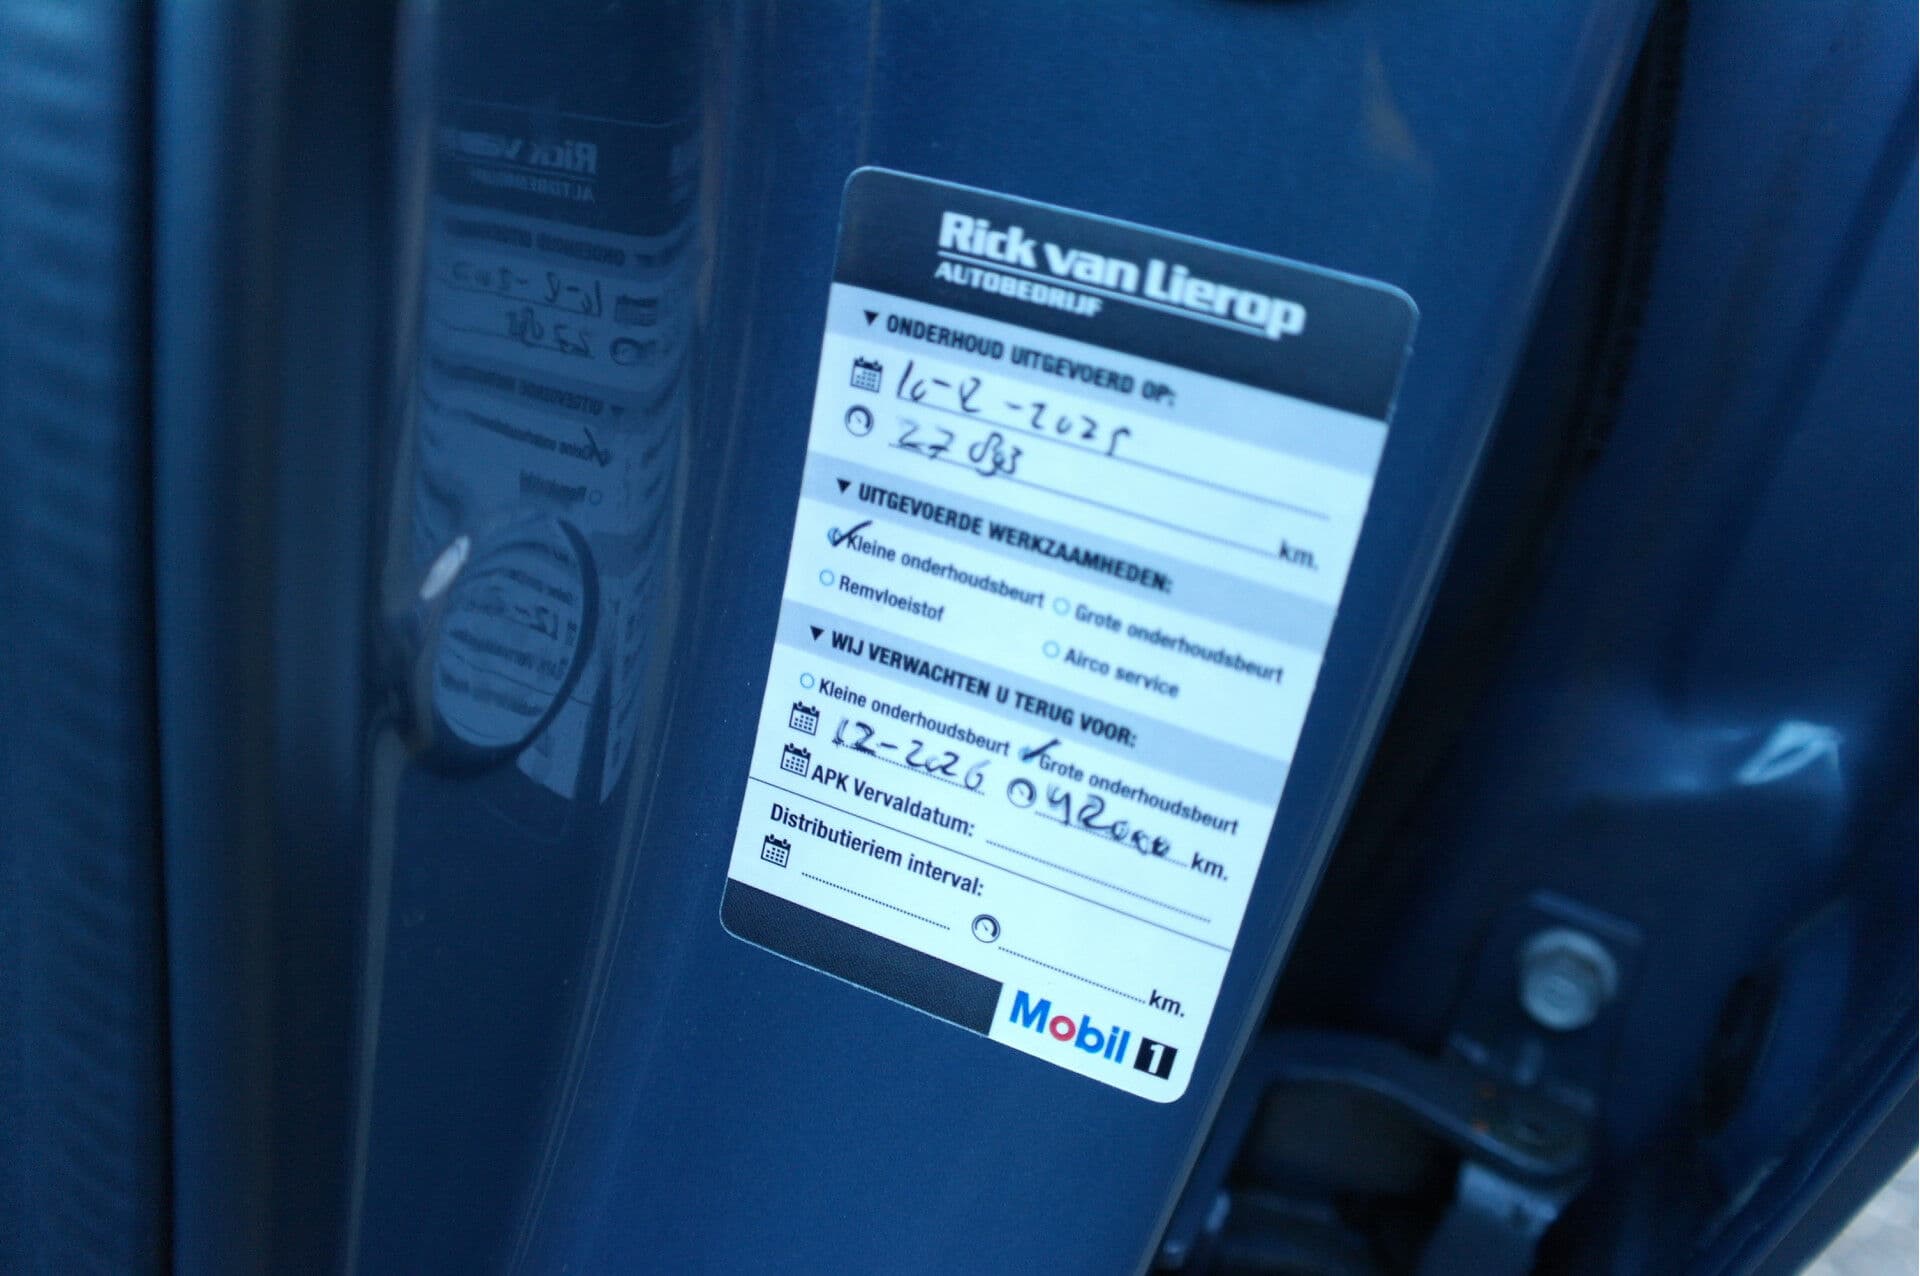 Rick van Lierop
AUTOBEDRIJF
▼ ONDERHOUD UITGEVOERD OP:
10-2-2025
27 km.
▼ UITGEVOERDE WERKZAAMHEDEN:
Kleine onderhoudsbeurt Grote onderhoudsbeurt
Remvloeistof Airco service
▼ WIJ VERWACHTEN U TERUG VOOR:
Kleine onderhoudsbeurt Grote onderhoudsbeurt
12-2026 42000 km.
APK Vervaldatum:
Distributieriem interval:
km.
Mobil 1